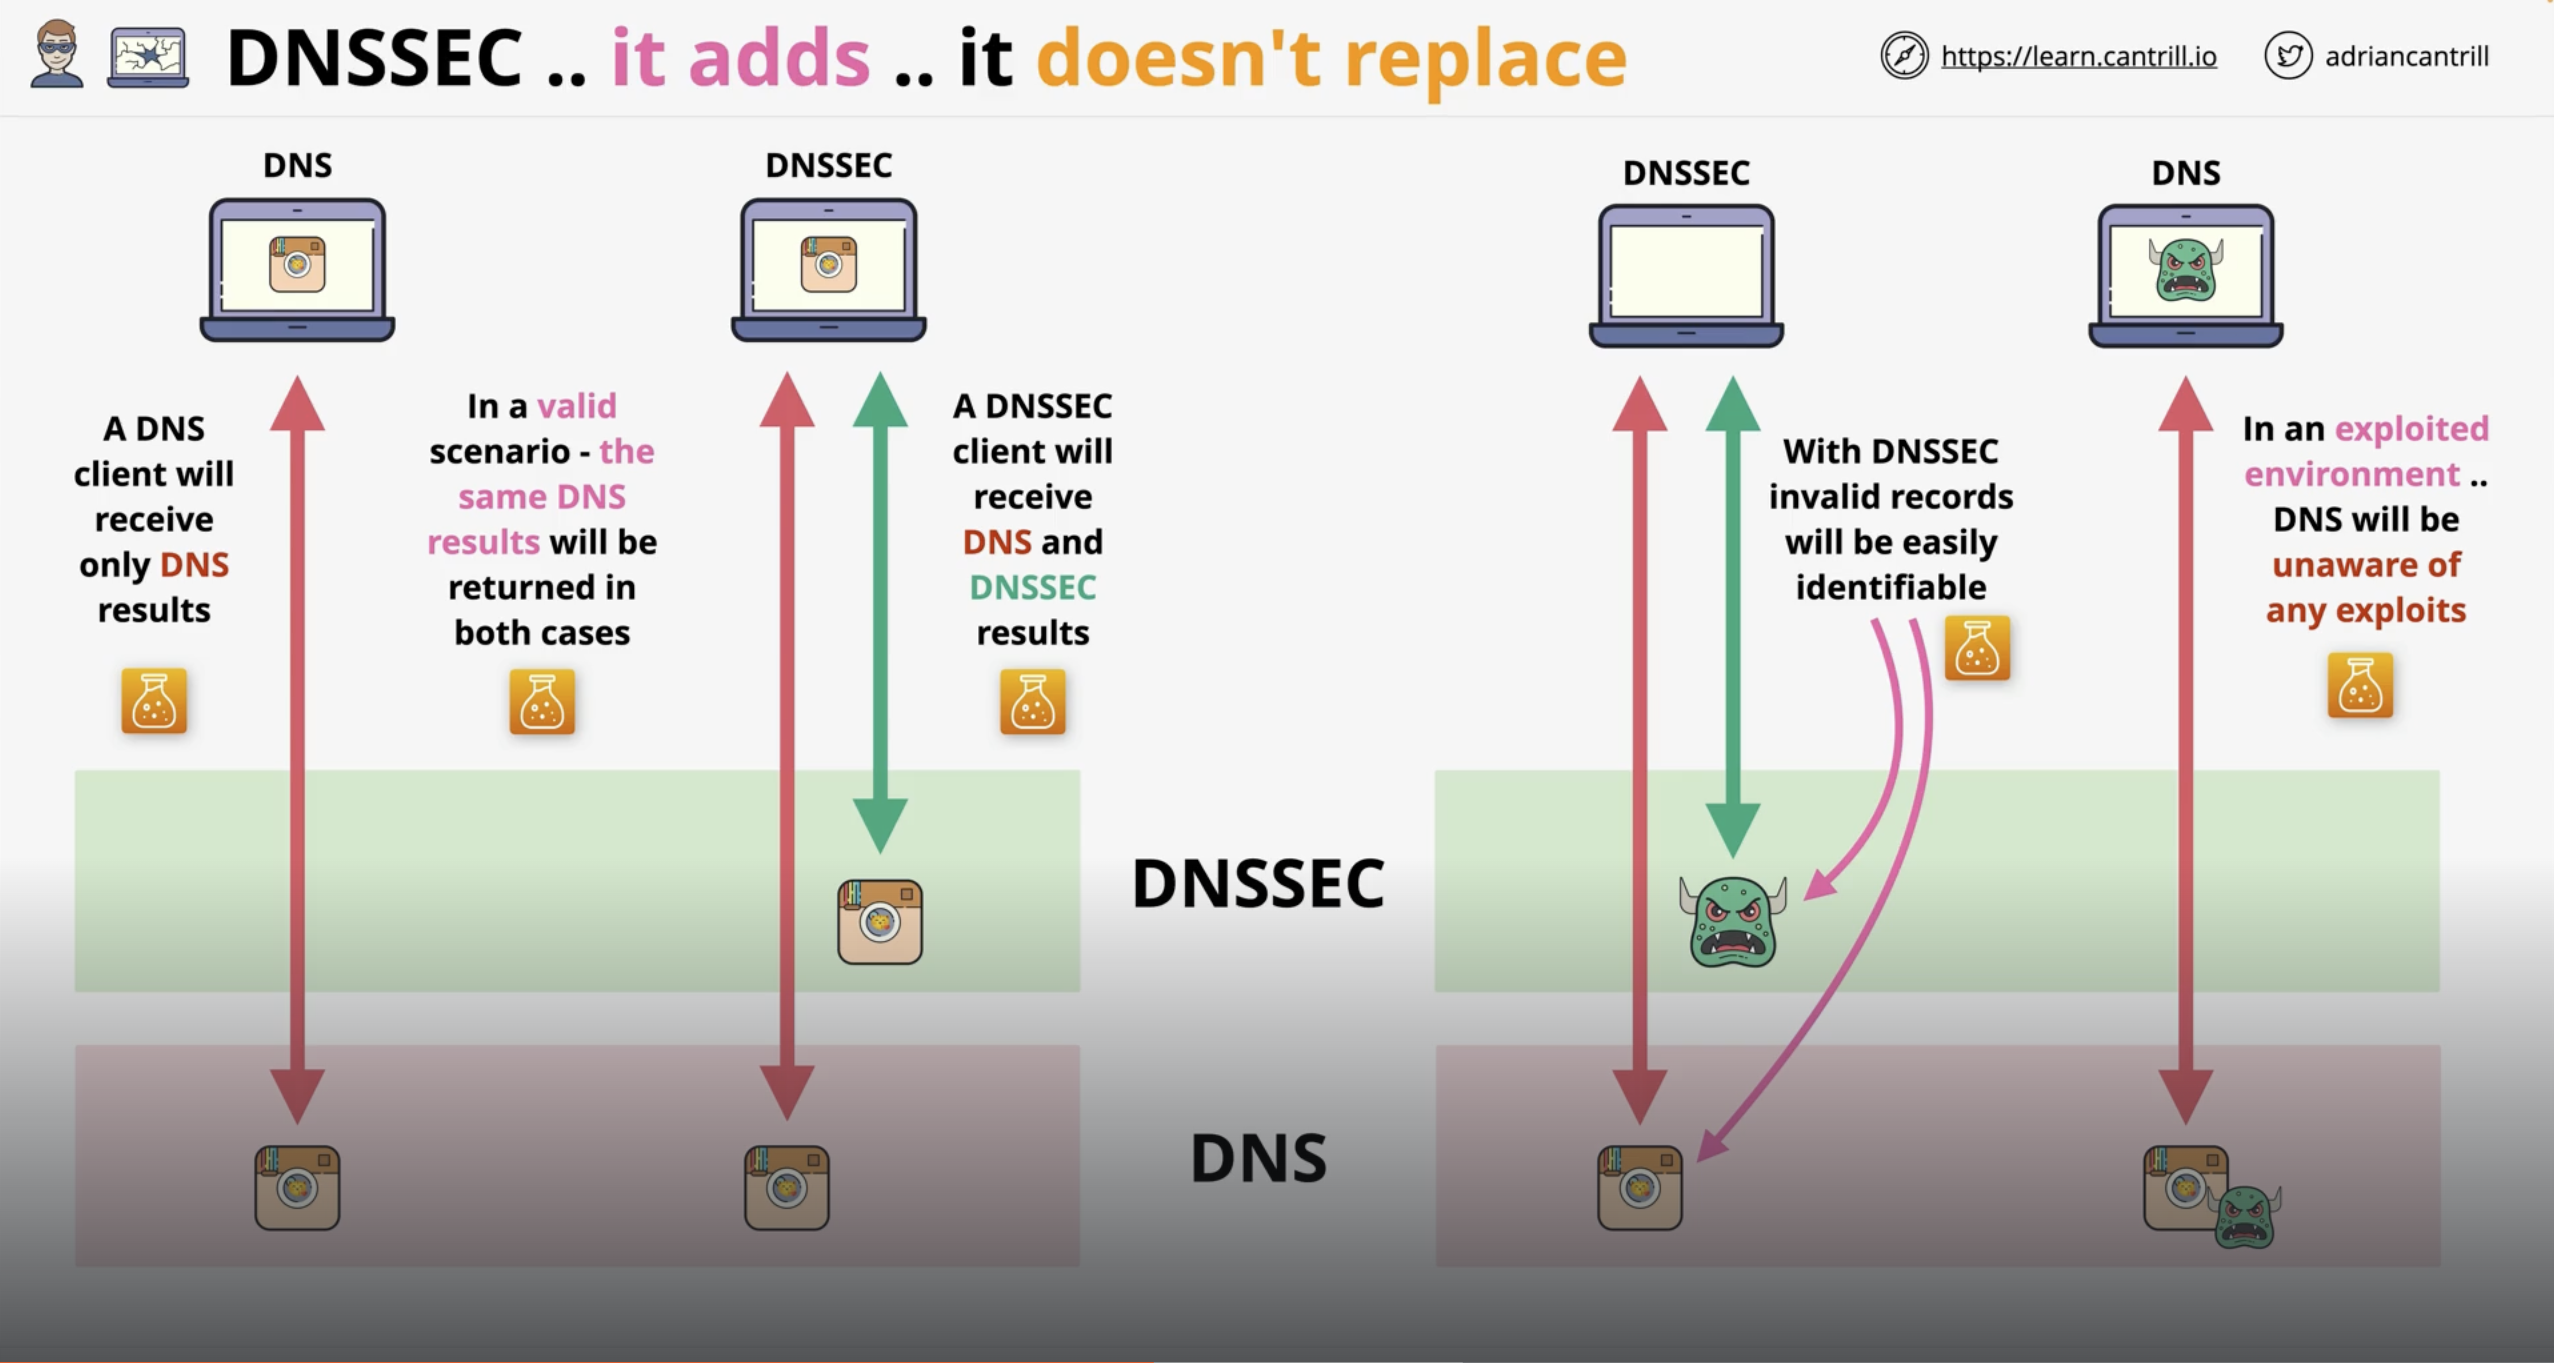 DNSSEC .. it adds .. it doesn't replace
https://learn.cantrill.io
adriancantrill
DNS
A DNS
client will
receive
only DNS
results
In a valid
scenario - the
same DNS
results will be
returned in
both cases
DNSSEC
A DNSSEC
client will
receive
DNS and
DNSSEC
results
DNSSEC
With DNSSEC
invalid records
will be easily
identifiable
DNS
In an exploited
environment ..
DNS will be
unaware of
any exploits
DNSSEC
DNS